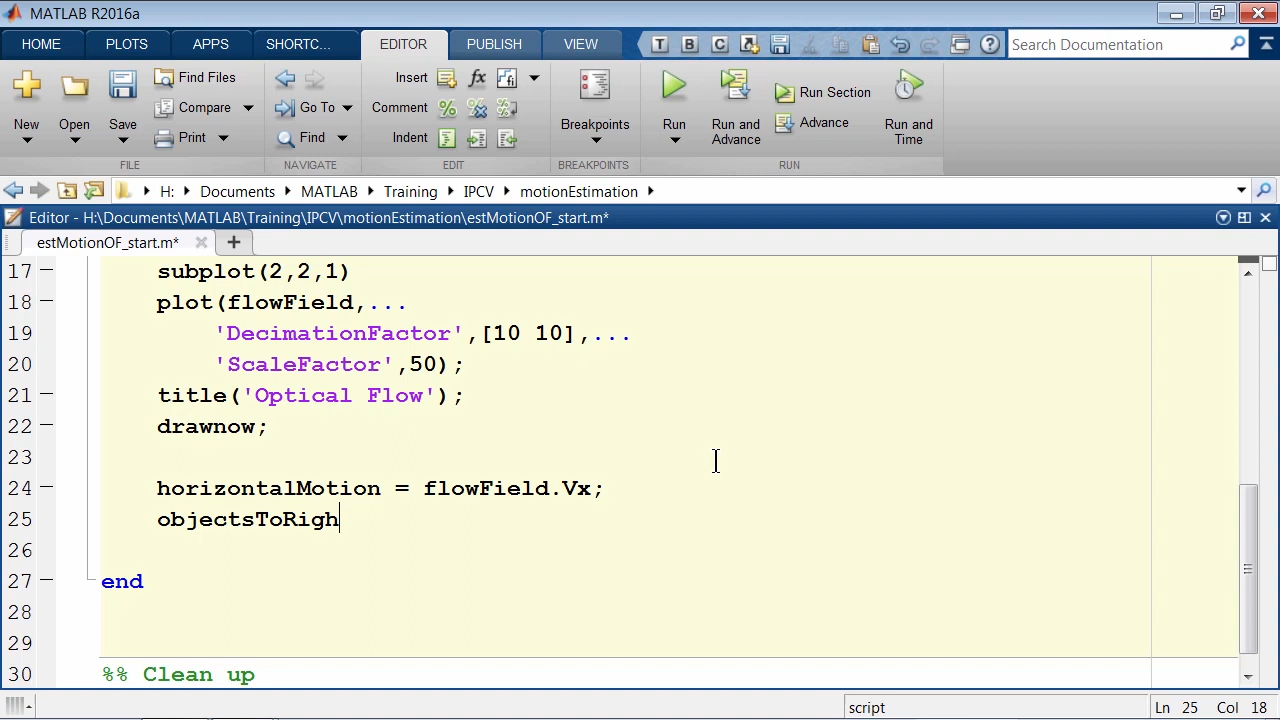 MATLAB R2016a
HOME PLOTS APPS SHORTC... EDITOR PUBLISH VIEW Search Documentation
New Open Save Find Files Compare Print
Go To Find
Insert fx Comment Indent
Breakpoints
Run Run and Advance Run Section Advance Run and Time
FILE NAVIGATE EDIT BREAKPOINTS RUN
H: Documents MATLAB Training IPCV motionEstimation
Editor - H:\Documents\MATLAB\Training\IPCV\motionEstimation\estMotionOF_start.m*
estMotionOF_start.m*
17 subplot(2,2,1)
18 plot(flowField,...
19 'DecimationFactor',[10 10],...
20 'ScaleFactor',50);
21 title('Optical Flow');
22 drawnow;
23
24 horizontalMotion = flowField.Vx;
25 objectsToRigh
26
27 end
28
29
30 %% Clean up
script Ln 25 Col 18